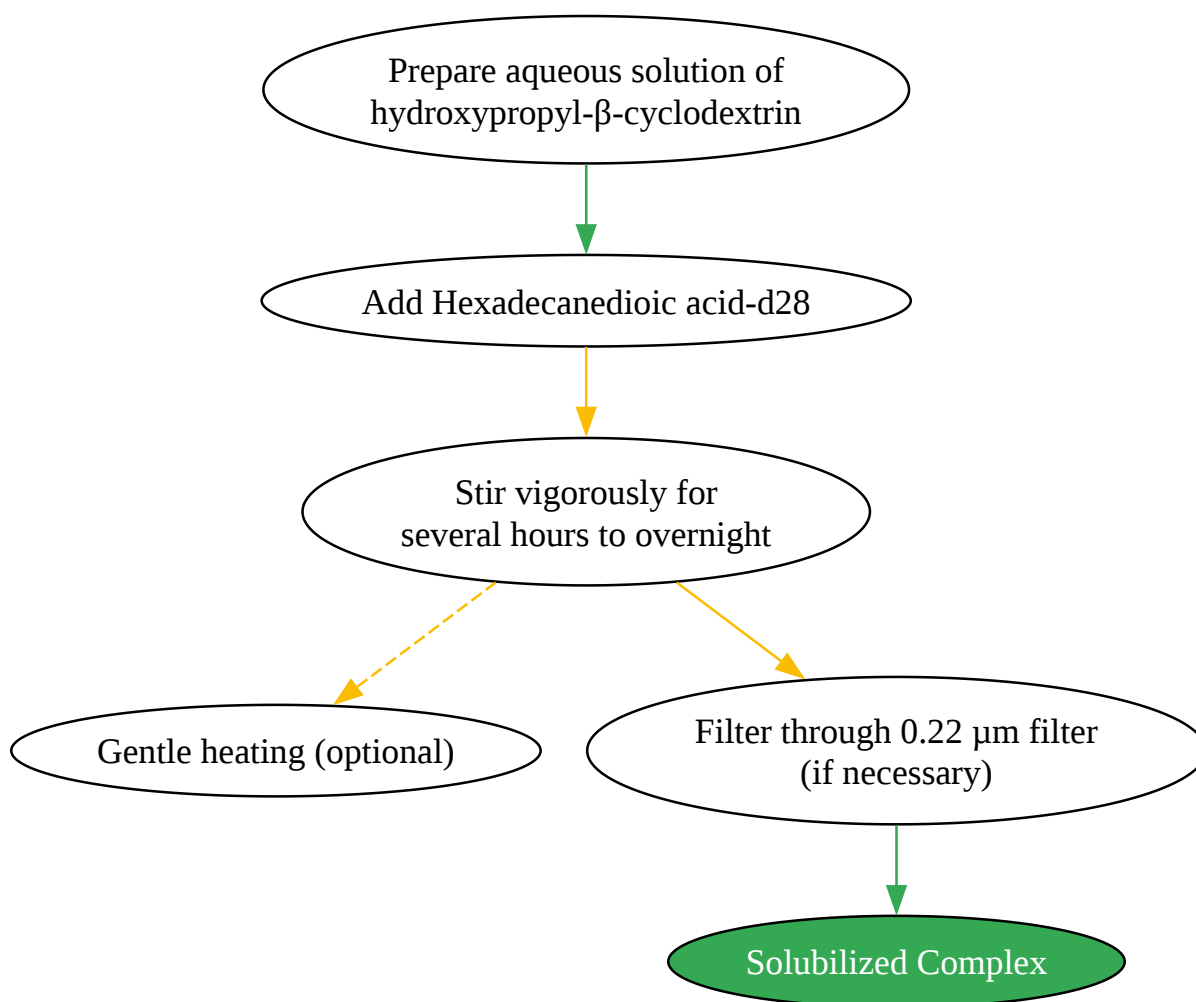 Prepare aqueous solution of
hydroxypropyl-β-cyclodextrin
Add Hexadecanedioic acid-d28
Stir vigorously for
several hours to overnight
Gentle heating (optional)
Filter through 0.22 µm filter
(if necessary)
Solubilized Complex